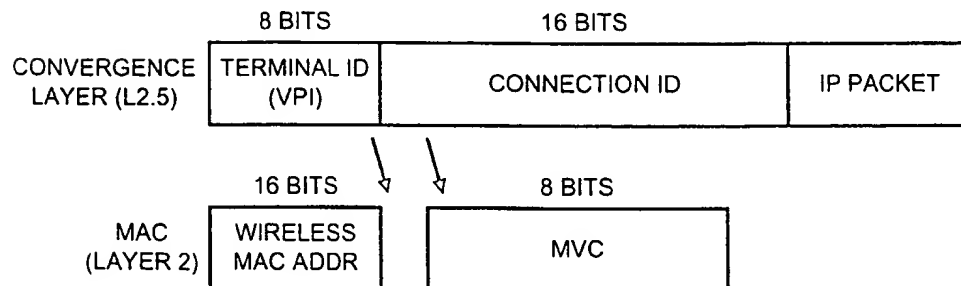 8 BITS
16 BITS
CONVERGENCE
LAYER (L2.5)
TERMINAL ID
(VPI)
CONNECTION ID
IP PACKET
16 BITS
8 BITS
MAC
(LAYER 2)
WIRELESS
MAC ADDR
MVC